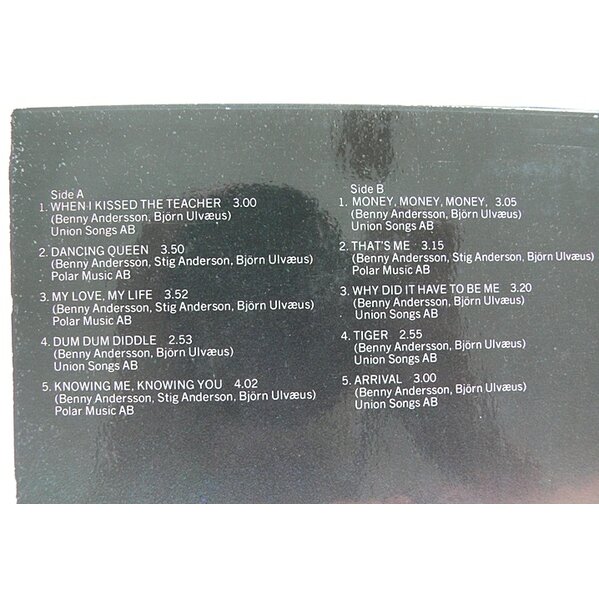 Side A
1. WHEN I KISSED THE TEACHER 3.00
(Benny Andersson, Björn Ulvæus)
Union Songs AB
2. DANCING QUEEN 3.50
(Benny Andersson, Stig Anderson, Björn Ulvæus)
Polar Music AB
3. MY LOVE, MY LIFE 3.52
(Benny Andersson, Stig Anderson, Björn Ulvæus)
Polar Music AB
4. DUM DUM DIDDLE 2.53
(Benny Andersson, Björn Ulvæus)
Union Songs AB
5. KNOWING ME, KNOWING YOU 4.02
(Benny Andersson, Stig Anderson, Björn Ulvæus)
Polar Music AB
Side B
1. MONEY, MONEY, MONEY, 3.05
(Benny Andersson, Björn Ulvæus)
Union Songs AB
2. THAT'S ME 3.15
(Benny Andersson, Stig Anderson, Björn Ulvæus)
Polar Music AB
3. WHY DID IT HAVE TO BE ME 3.20
(Benny Andersson, Björn Ulvæus)
Union Songs AB
4. TIGER 2.55
(Benny Andersson, Björn Ulvæus)
Union Songs AB
5. ARRIVAL 3.00
(Benny Andersson, Björn Ulvæus)
Union Songs AB